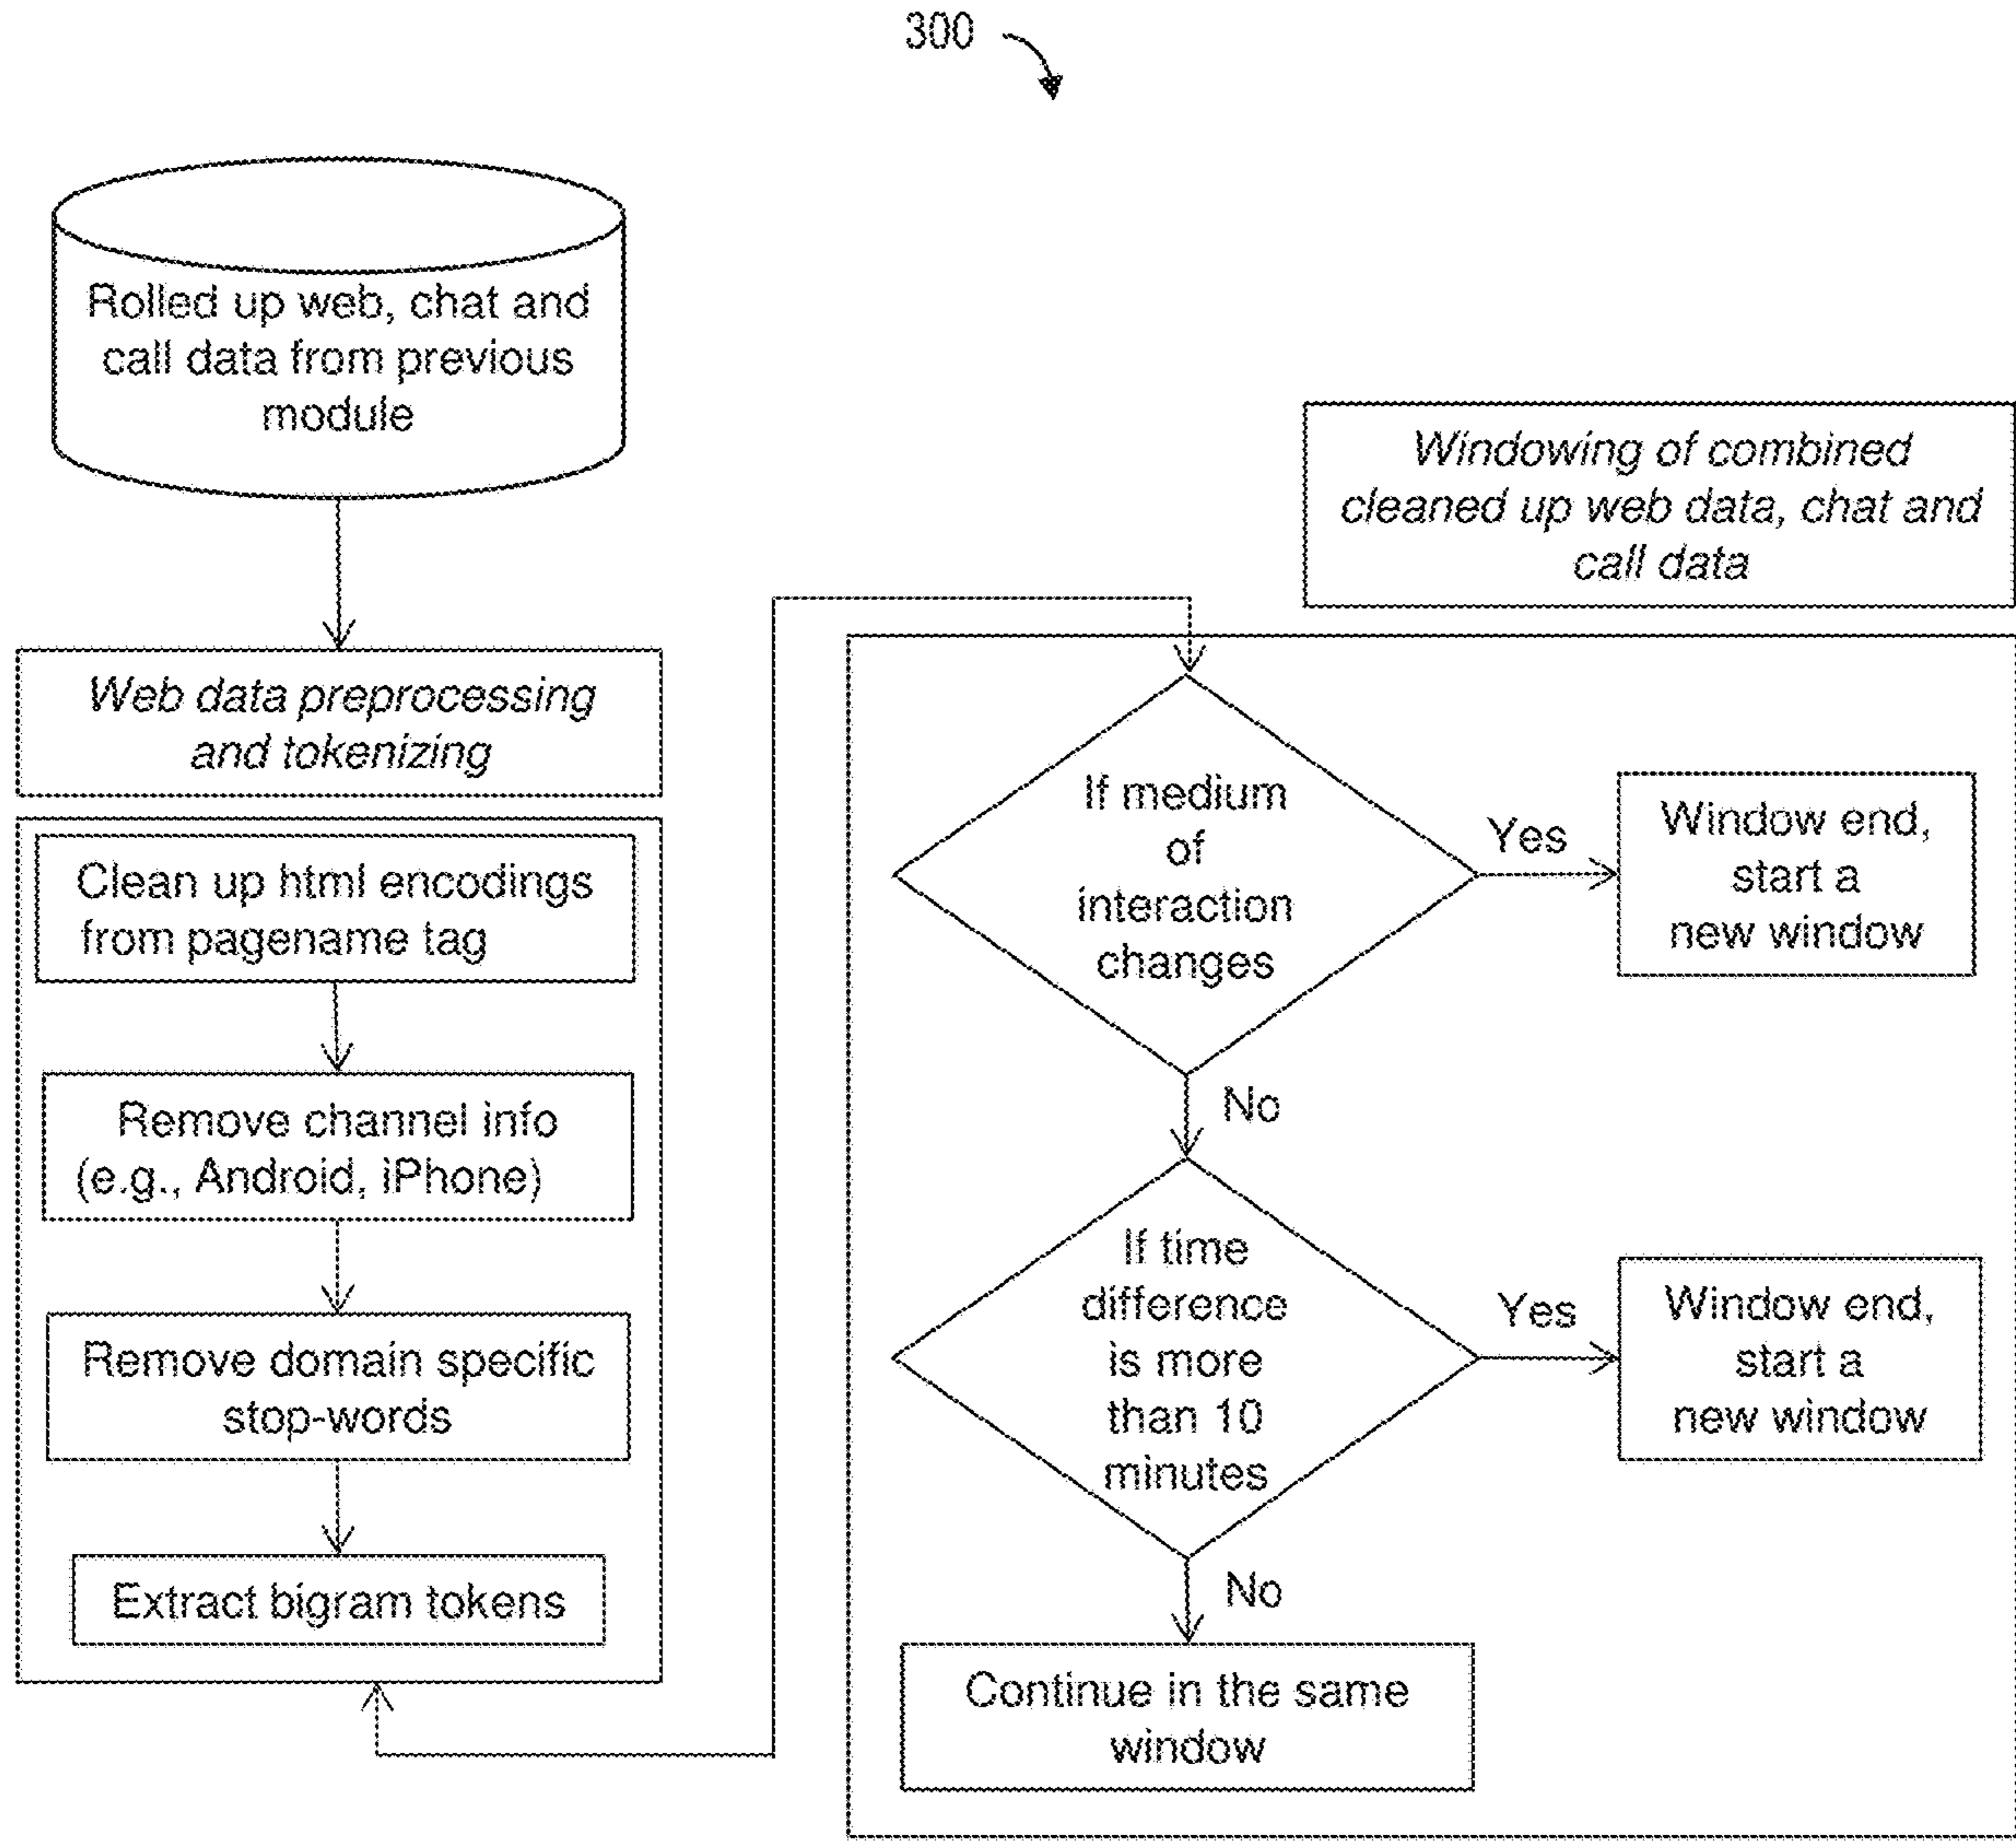 300
Rolled up web, chat and
call data from previous
module
Web data preprocessing
and tokenizing
Clean up html encodings
from pagename tag
Remove channel info
(e.g., Android, iPhone)
Remove domain specific
stop-words
Extract bigram tokens
Windowing of combined
cleaned up web data, chat and
call data
If medium
of
interaction
changes
Yes
Window end,
start a
new window
No
If time
difference
is more
than 10
minutes
Yes
Window end,
start a
new window
No
Continue in the same
window